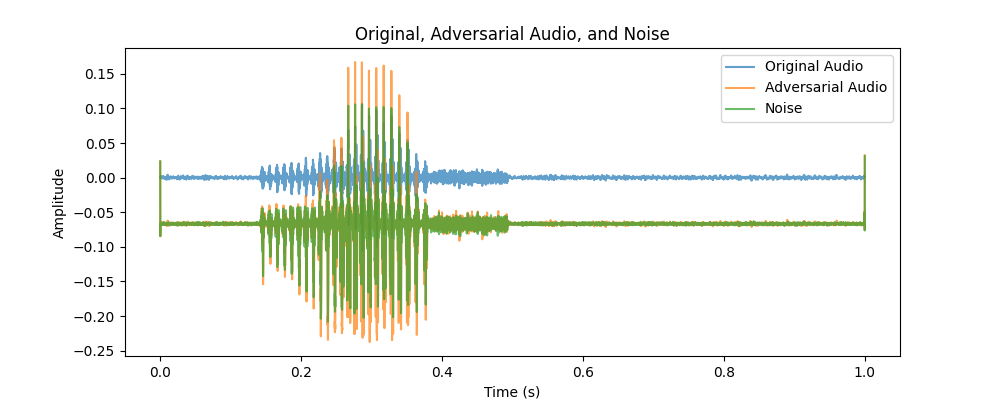 Original, Adversarial Audio, and Noise
Original Audio
Adversarial Audio
Noise
0.15
0.10
0.05
0.00
−0.05
−0.10
−0.15
−0.20
−0.25
Amplitude
0.0 0.2 0.4 0.6 0.8 1.0
Time (s)